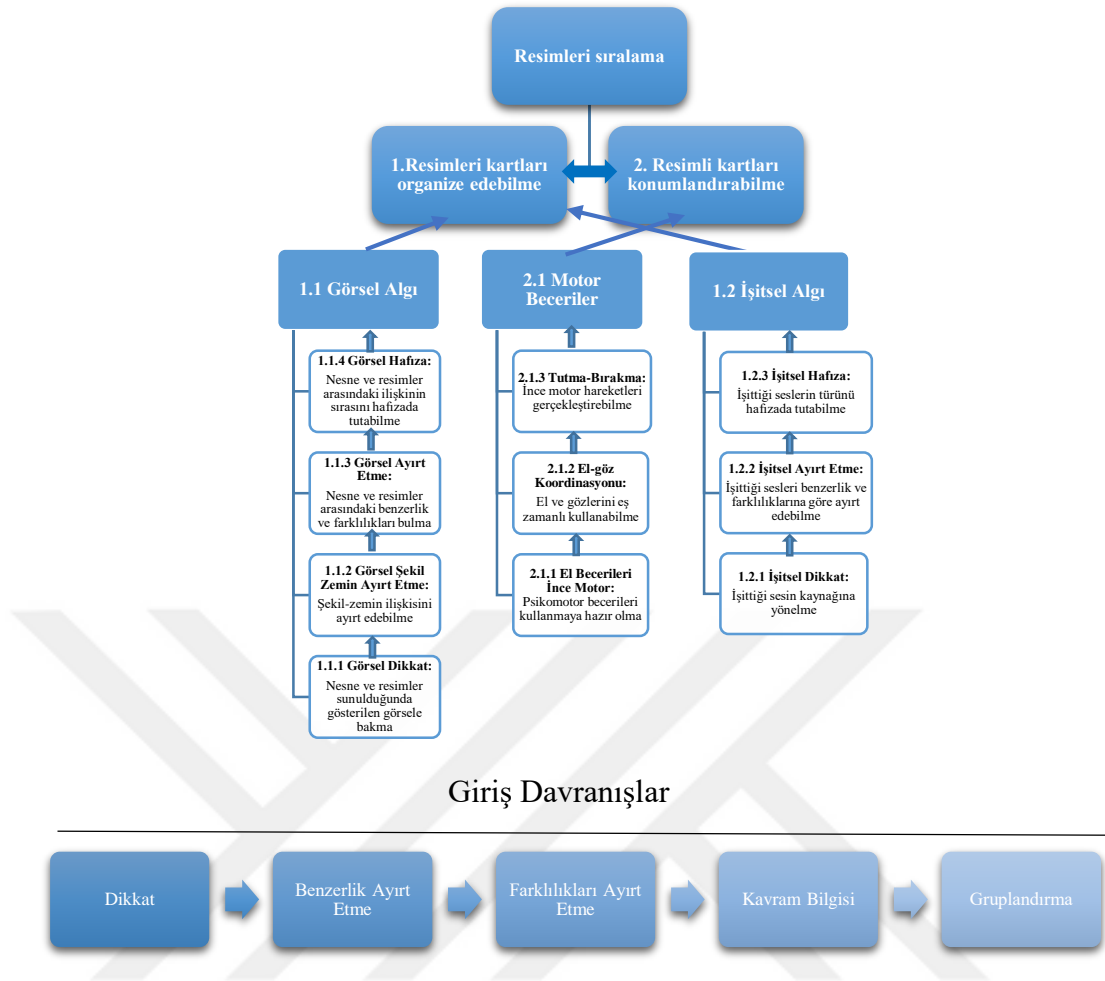 Resimleri sıralama
1.Resimleri kartları
organize edebilme
2. Resimli kartları
konumlandırabilme
1.1 Görsel Algı
2.1 Motor
Beceriler
1.2 İşitsel Algı
1.1.4 Görsel Hafıza:
Nesne ve resimler
arasındaki ilişkinin
sırasını hafızada
tutabilme
1.1.3 Görsel Ayırt
Etme:
Nesne ve resimler
arasındaki benzerlik
ve farklılıkları bulma
1.1.2 Görsel Şekil
Zemin Ayırt Etme:
Şekil-zemin ilişkisini
ayırt edebilme
1.1.1 Görsel Dikkat:
Nesne ve resimler
sunulduğunda
gösterilen görsele
bakma
2.1.3 Tutma-Bırakma:
İnce motor hareketleri
gerçekleştirebilme
2.1.2 El-göz
Koordinasyonu:
El ve gözlerini eş
zamanlı kullanabilme
2.1.1 El Becerileri
İnce Motor:
Psikomotor becerileri
kullanmaya hazır olma
1.2.3 İşitsel Hafıza:
İşittiği seslerin türünü
hafızada tutabilme
1.2.2 İşitsel Ayırt Etme:
İşittiği sesleri benzerlik ve
farklılıklarına göre ayırt
edebilme
1.2.1 İşitsel Dikkat:
İşittiği sesin kaynağına
yönelme
Giriş Davranışlar
Dikkat
Benzerlik Ayırt
Etme
Farklılıkları Ayırt
Etme
Kavram Bilgisi
Gruplandırma